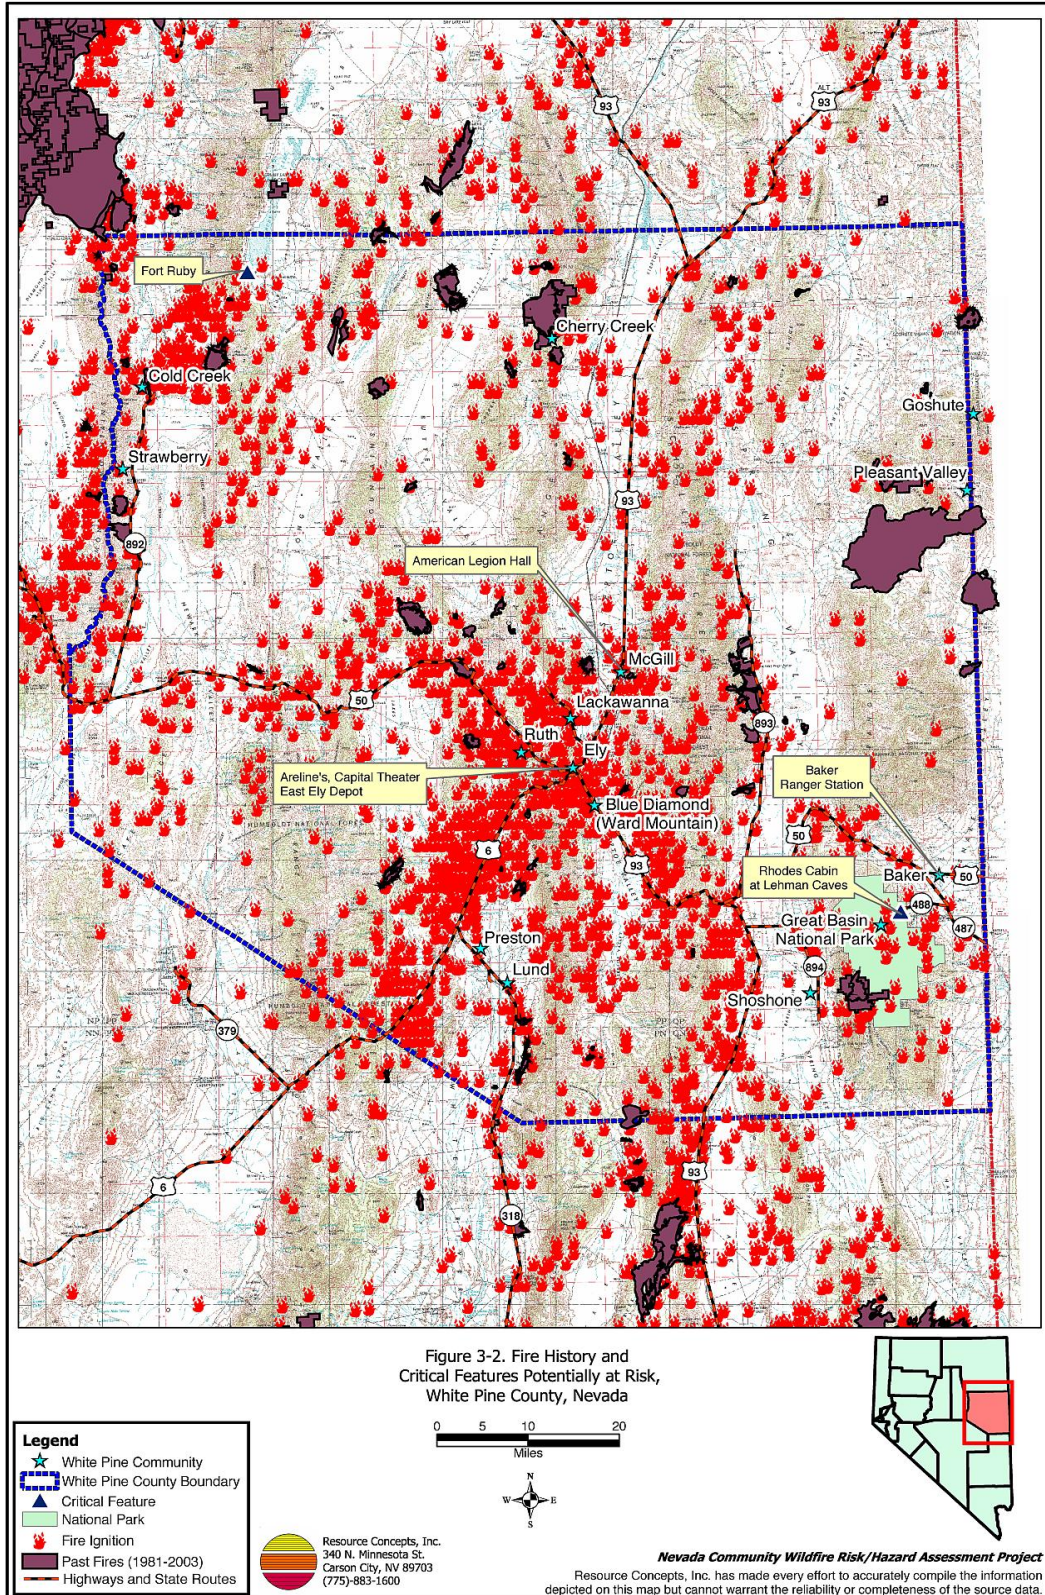 93
ALT
93
Fort Ruby
Cherry Creek
Cold Creek
Goshute
Strawberry
Pleasant Valley
93
892
American Legion Hall
McGill
50
Lackawanna
893
Ruth
Ely
Areline's, Capital Theater
East Ely Depot
Baker
Ranger Station
Blue Diamond
(Ward Mountain)
HUMBOLDT NATIONAL FOREST
50
6
93
Rhodes Cabin
at Lehman Caves
Baker
50
488
Great Basin
National Park
487
Preston
894
Lund
Shoshone
379
6
93
318
Figure 3-2. Fire History and
Critical Features Potentially at Risk,
White Pine County, Nevada
0 5 10 20
Miles
N
W E
S
Legend
White Pine Community
White Pine County Boundary
Critical Feature
National Park
Fire Ignition
Past Fires (1981-2003)
Highways and State Routes
Resource Concepts, Inc.
340 N. Minnesota St.
Carson City, NV 89703
(775)-883-1600
Nevada Community Wildfire Risk/Hazard Assessment Project
Resource Concepts, Inc. has made every effort to accurately compile the information
depicted on this map but cannot warrant the reliability or completeness of the source data.